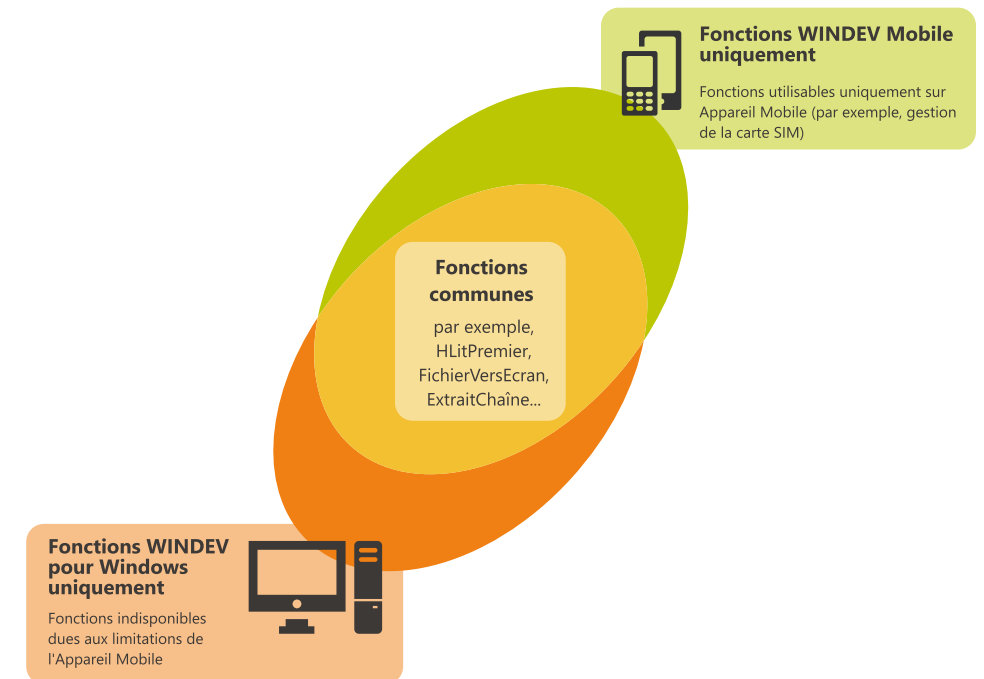 Fonctions WINDEV Mobile
uniquement
Fonctions utilisables uniquement sur
Appareil Mobile (par exemple, gestion
de la carte SIM)
Fonctions
communes
par exemple,
HLitPremier,
FichierVersEcran,
ExtraitChaîne...
Fonctions WINDEV
pour Windows
uniquement
Fonctions indisponibles
dues aux limitations de
l'Appareil Mobile